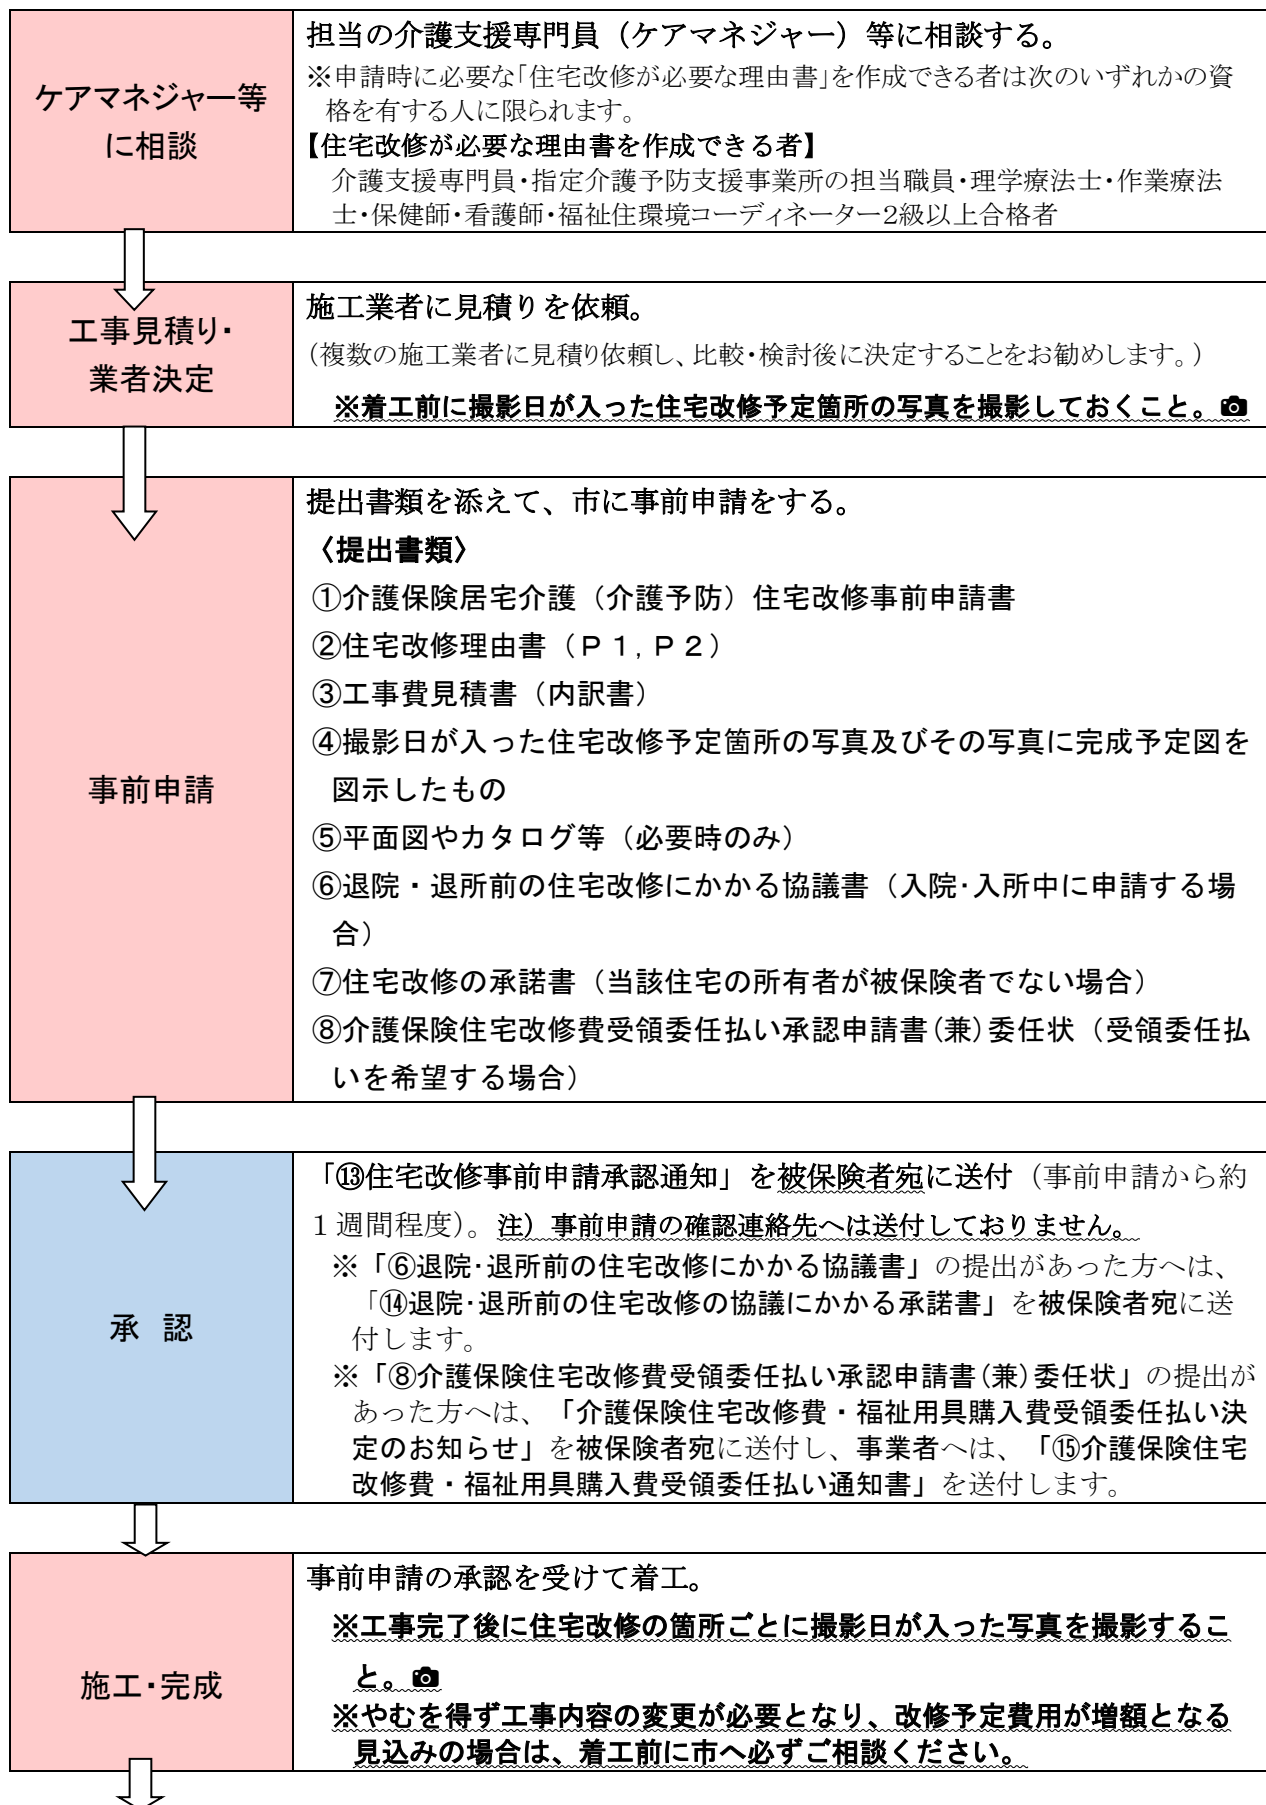 ケアマネジャー等
に相談
担当の介護支援専門員（ケアマネジャー）等に相談する。
※申請時に必要な「住宅改修が必要な理由書」を作成できる者は次のいずれかの資
格を有する人に限られます。
【住宅改修が必要な理由書を作成できる者】
介護支援専門員・指定介護予防支援事業所の担当職員・理学療法士・作業療法
士・保健師・看護師・福祉住環境コーディネーター2級以上合格者
工事見積り・
業者決定
施工業者に見積りを依頼。
（複数の施工業者に見積り依頼し、比較・検討後に決定することをお勧めします。）
※着工前に撮影日が入った住宅改修予定箇所の写真を撮影しておくこと。
事前申請
提出書類を添えて、市に事前申請をする。
〈提出書類〉
①介護保険居宅介護（介護予防）住宅改修事前申請書
②住宅改修理由書（Ｐ１,Ｐ２）
③工事費見積書（内訳書）
④撮影日が入った住宅改修予定箇所の写真及びその写真に完成予定図を
図示したもの
⑤平面図やカタログ等（必要時のみ）
⑥退院・退所前の住宅改修にかかる協議書（入院･入所中に申請する場
合）
⑦住宅改修の承諾書（当該住宅の所有者が被保険者でない場合）
⑧介護保険住宅改修費受領委任払い承認申請書(兼)委任状（受領委任払
いを希望する場合）
承 認
「⑬住宅改修事前申請承認通知」を被保険者宛に送付（事前申請から約
１週間程度）。注）事前申請の確認連絡先へは送付しておりません。
※「⑥退院･退所前の住宅改修にかかる協議書」の提出があった方へは、
「⑭退院･退所前の住宅改修の協議にかかる承諾書」を被保険者宛に送
付します。
※「⑧介護保険住宅改修費受領委任払い承認申請書(兼)委任状」の提出が
あった方へは、「介護保険住宅改修費・福祉用具購入費受領委任払い決
定のお知らせ」を被保険者宛に送付し、事業者へは、「⑮介護保険住宅
改修費・福祉用具購入費受領委任払い通知書」を送付します。
施工・完成
事前申請の承認を受けて着工。
※工事完了後に住宅改修の箇所ごとに撮影日が入った写真を撮影するこ
と。
※やむを得ず工事内容の変更が必要となり、改修予定費用が増額となる
見込みの場合は、着工前に市へ必ずご相談ください。